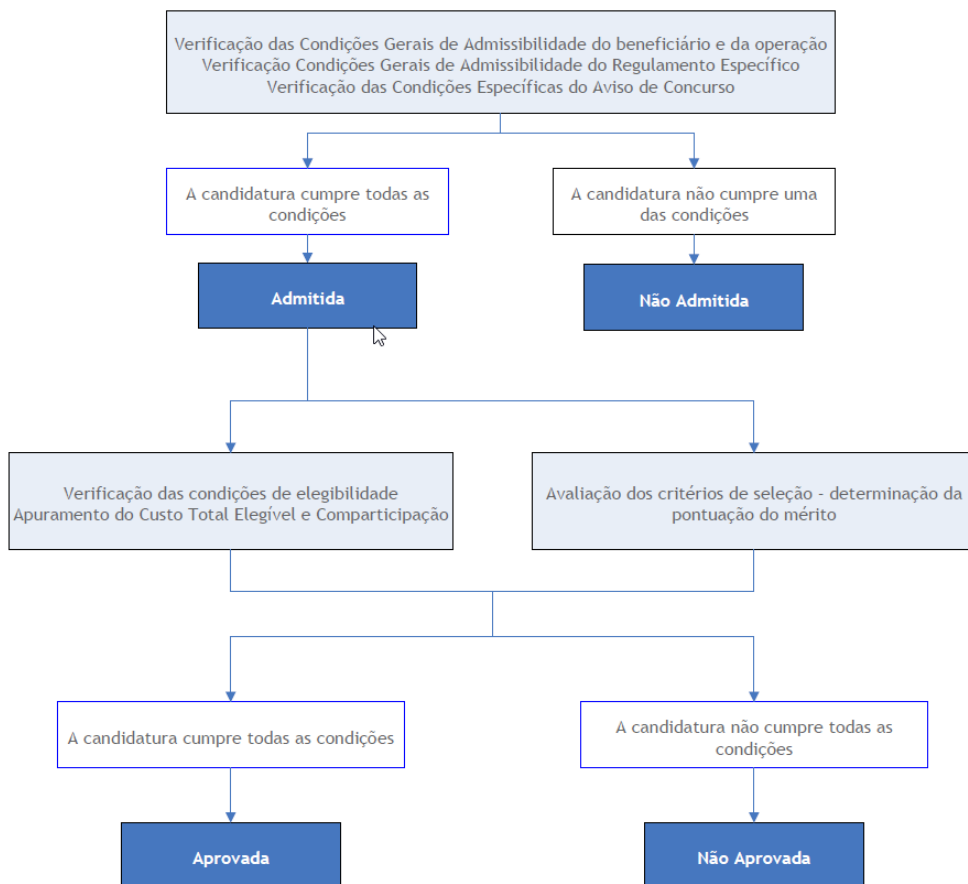 Verificação das Condições Gerais de Admissibilidade do beneficiário e da operação
Verificação Condições Gerais de Admissibilidade do Regulamento Específico
Verificação das Condições Específicas do Aviso de Concurso
A candidatura cumpre todas as
condições
A candidatura não cumpre uma
das condições
Admitida
Não Admitida
Verificação das condições de elegibilidade
Apuramento do Custo Total Elegível e Comparticipação
Avaliação dos critérios de seleção - determinação da
pontuação do mérito
A candidatura cumpre todas as condições
A candidatura não cumpre todas as
condições
Aprovada
Não Aprovada